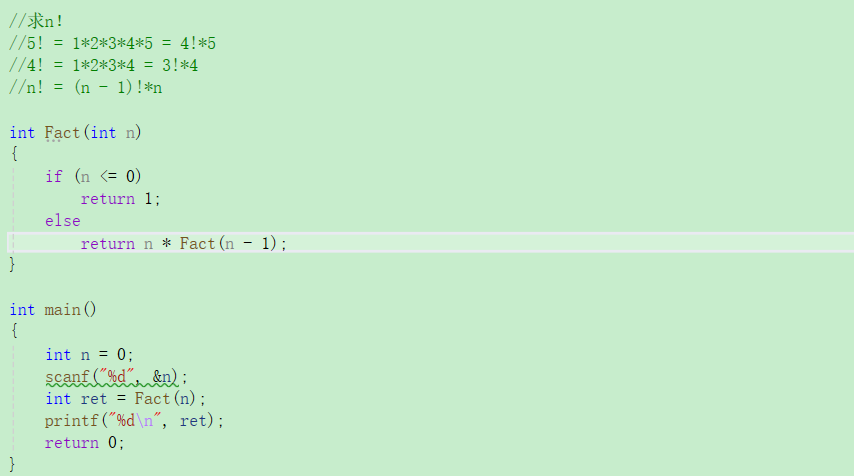 //求n!
//5! = 1*2*3*4*5 = 4!*5
//4! = 1*2*3*4 = 3!*4
//n! = (n - 1)!*n
int Fact(int n)
{
    if (n <= 0)
        return 1;
    else
        return n * Fact(n - 1);
}
int main()
{
    int n = 0;
    scanf("%d", &n);
    int ret = Fact(n);
    printf("%d\n", ret);
    return 0;
}